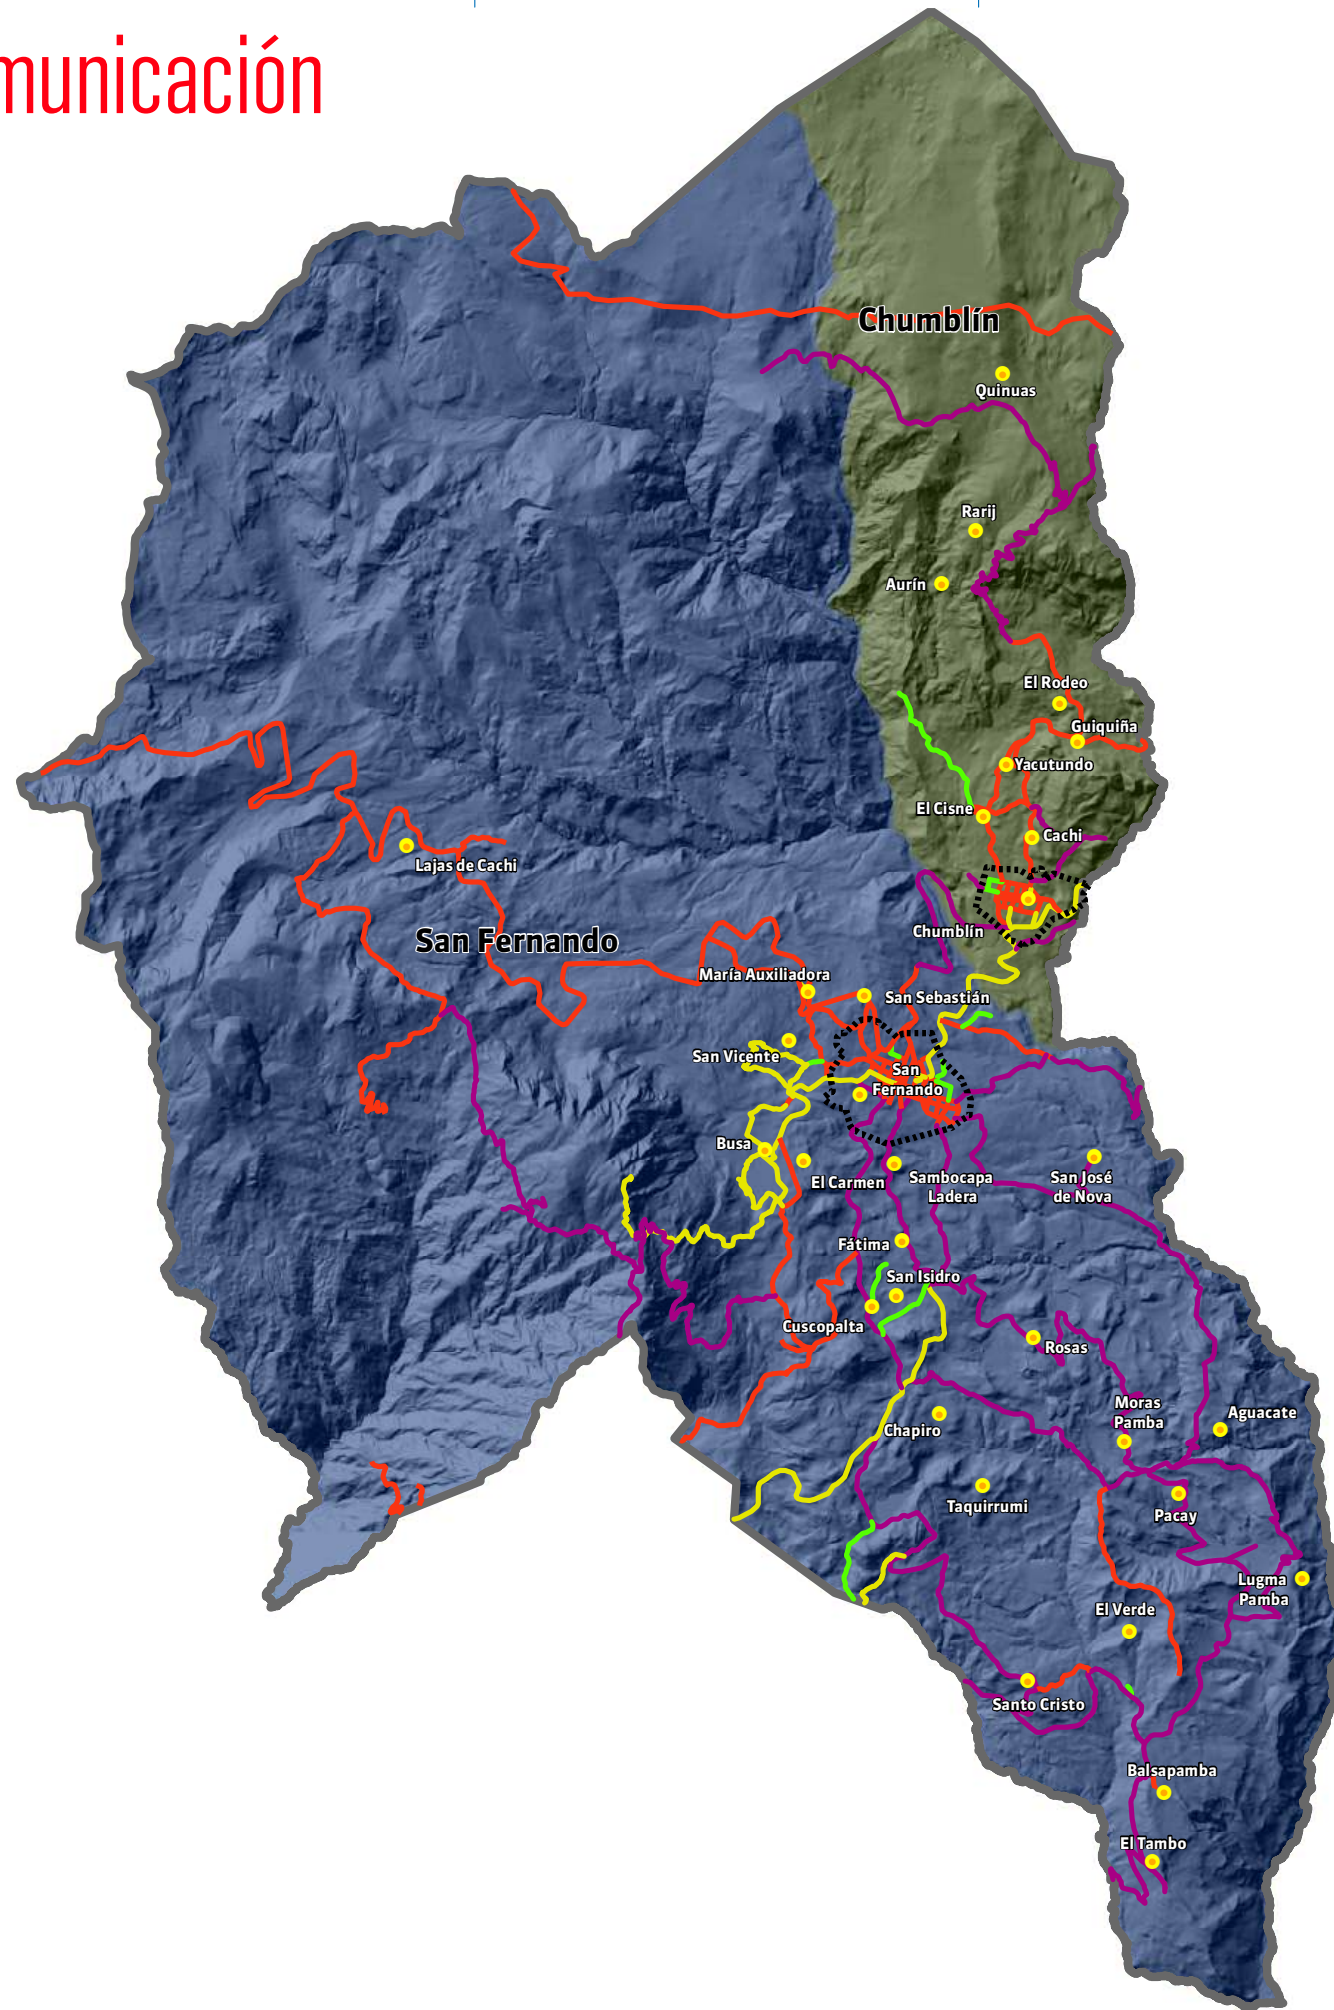 municación
Chumblín
Quinuas
Rarij
Aurín
El Rodeo
Guiquiña
Yacutundo
El Cisne
Cachi
Lajas de Cachi
Chumblín
San Fernando
María Auxiliadora
San Sebastián
San Vicente
San
Fernando
Busa
El Carmen
Sambocapa
Ladera
San José
de Nova
Fátima
San Isidro
Cuscopalta
Rosas
Moras
Pamba
Aguacate
Chapiro
Taquirrumi
Pacay
Lugma
Pamba
El Verde
Santo Cristo
Balsapamba
El Tambo